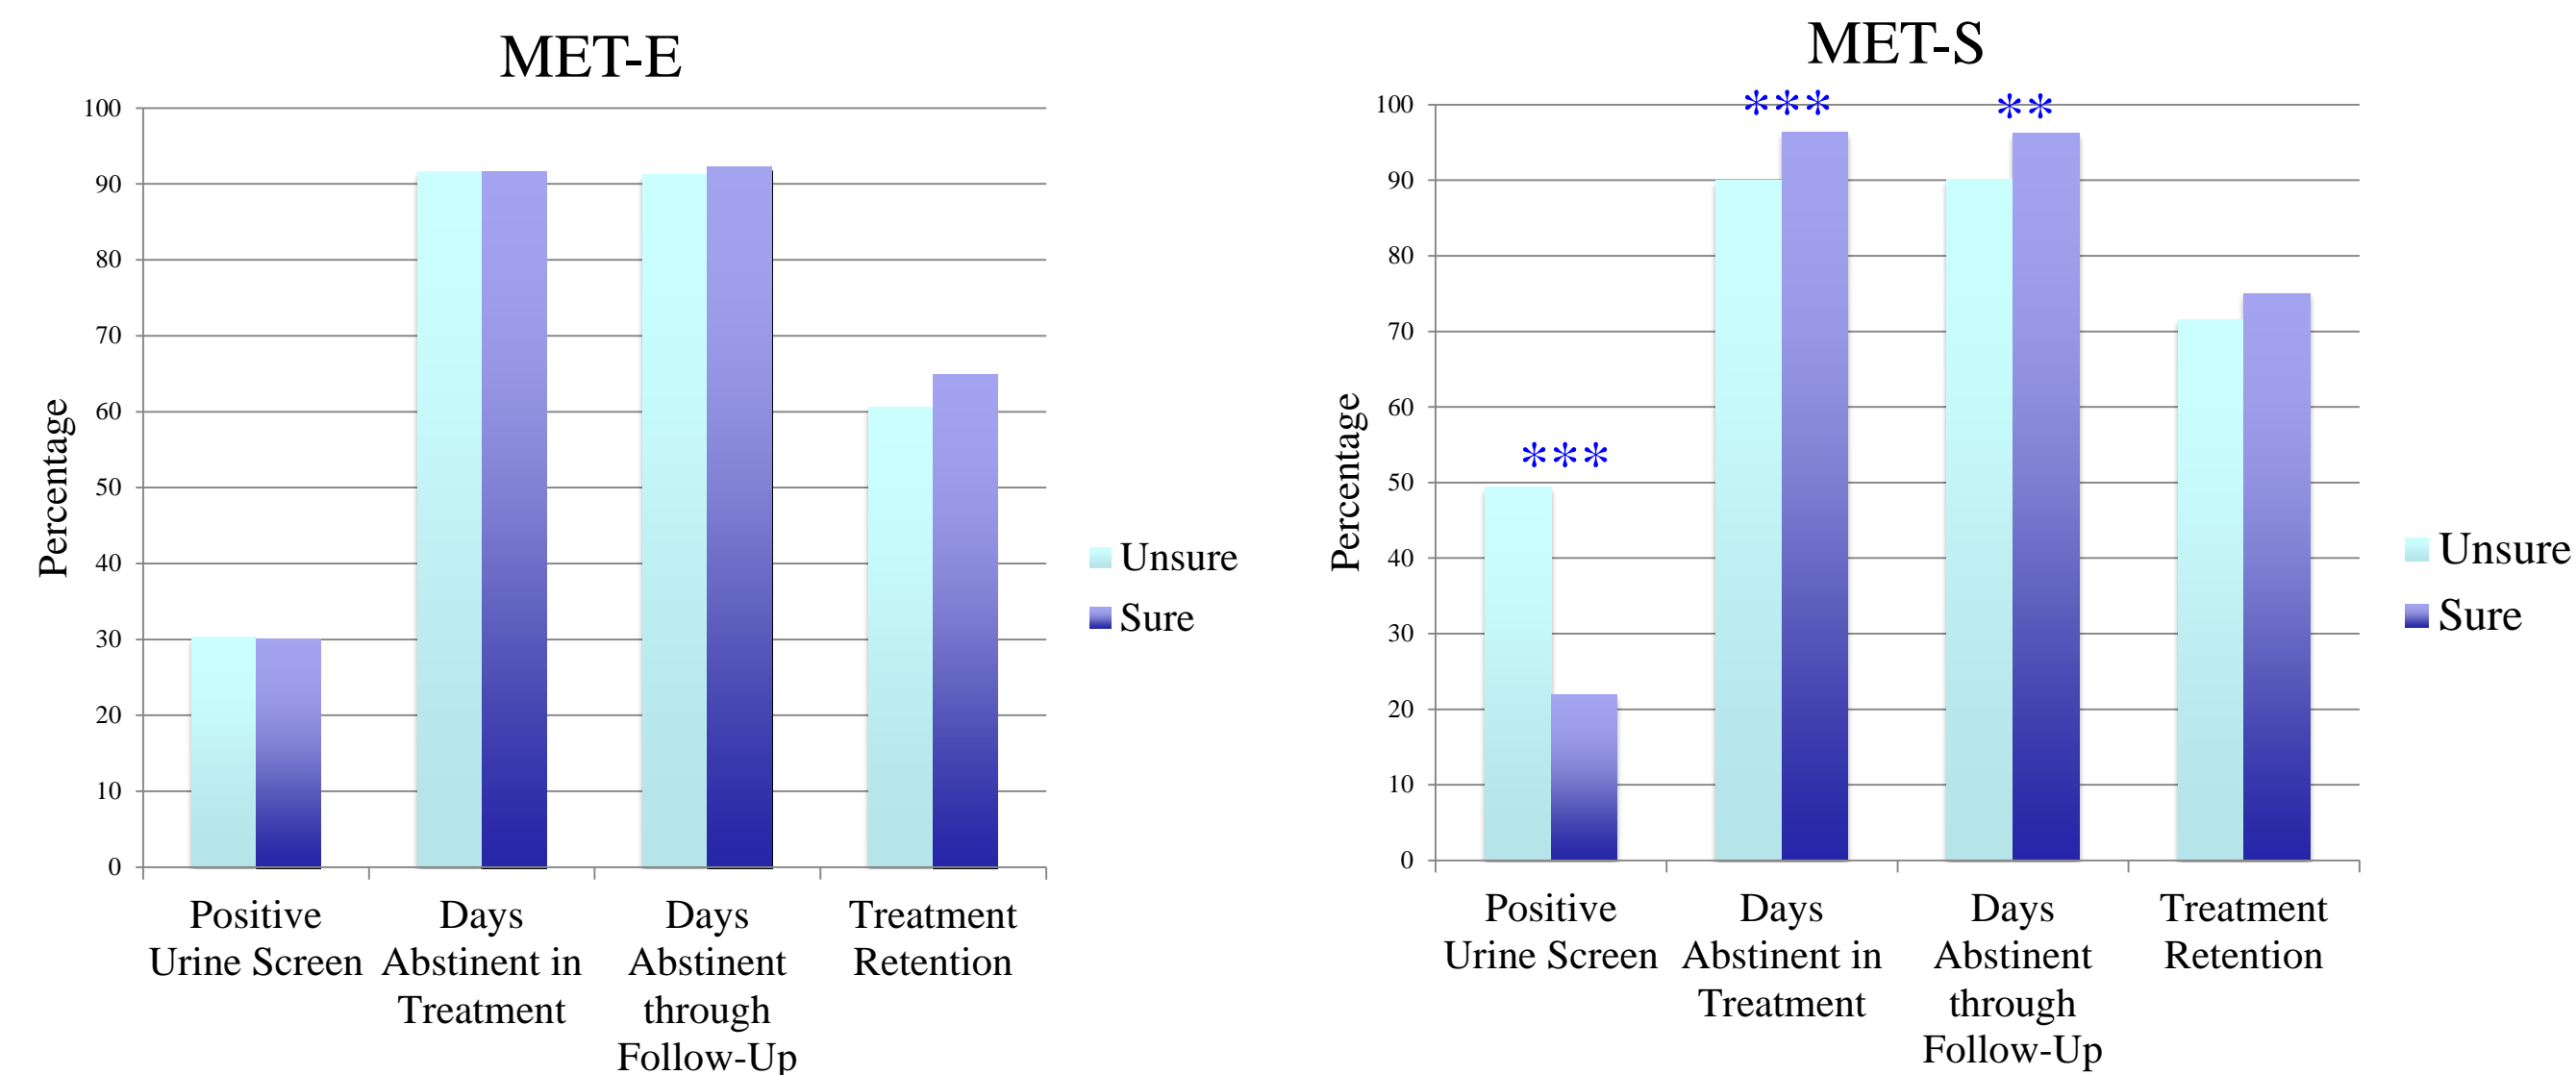 MET-E
100
90
80
70
60
50
40
30
20
10
0
Percentage
Positive
Urine Screen
Days
Abstinent in
Treatment
Days
Abstinent
through
Follow-Up
Treatment
Retention
Unsure
Sure
MET-S
100
90
80
70
60
50
40
30
20
10
0
Percentage
***
***
**
Positive
Urine Screen
Days
Abstinent in
Treatment
Days
Abstinent
through
Follow-Up
Treatment
Retention
Unsure
Sure